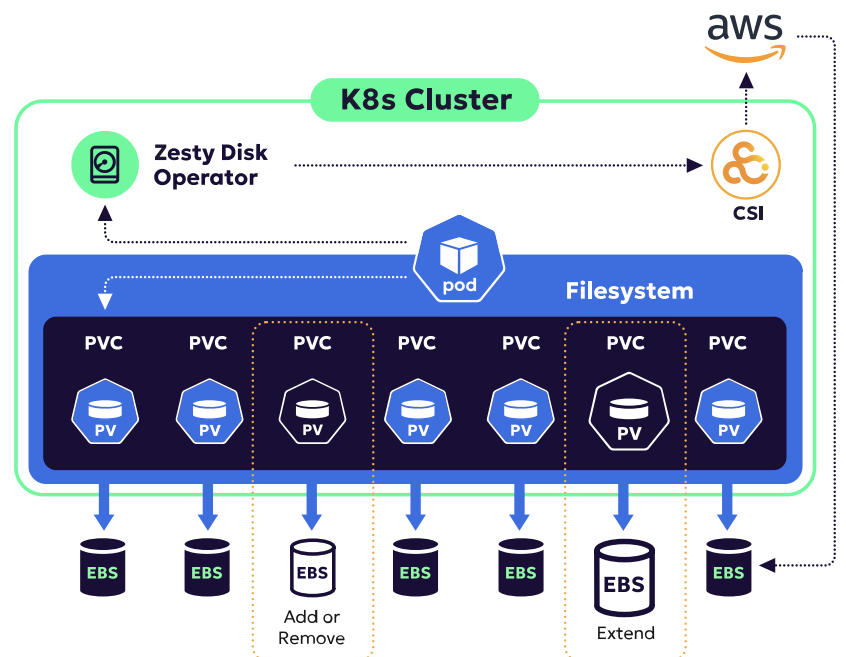 aws
K8s Cluster
Zesty Disk
Operator
CSI
pod
Filesystem
PVC PVC PVC PVC PVC PVC PVC
PV PV PV PV PV PV PV
EBS EBS EBS EBS EBS EBS EBS
Add or
Remove
Extend